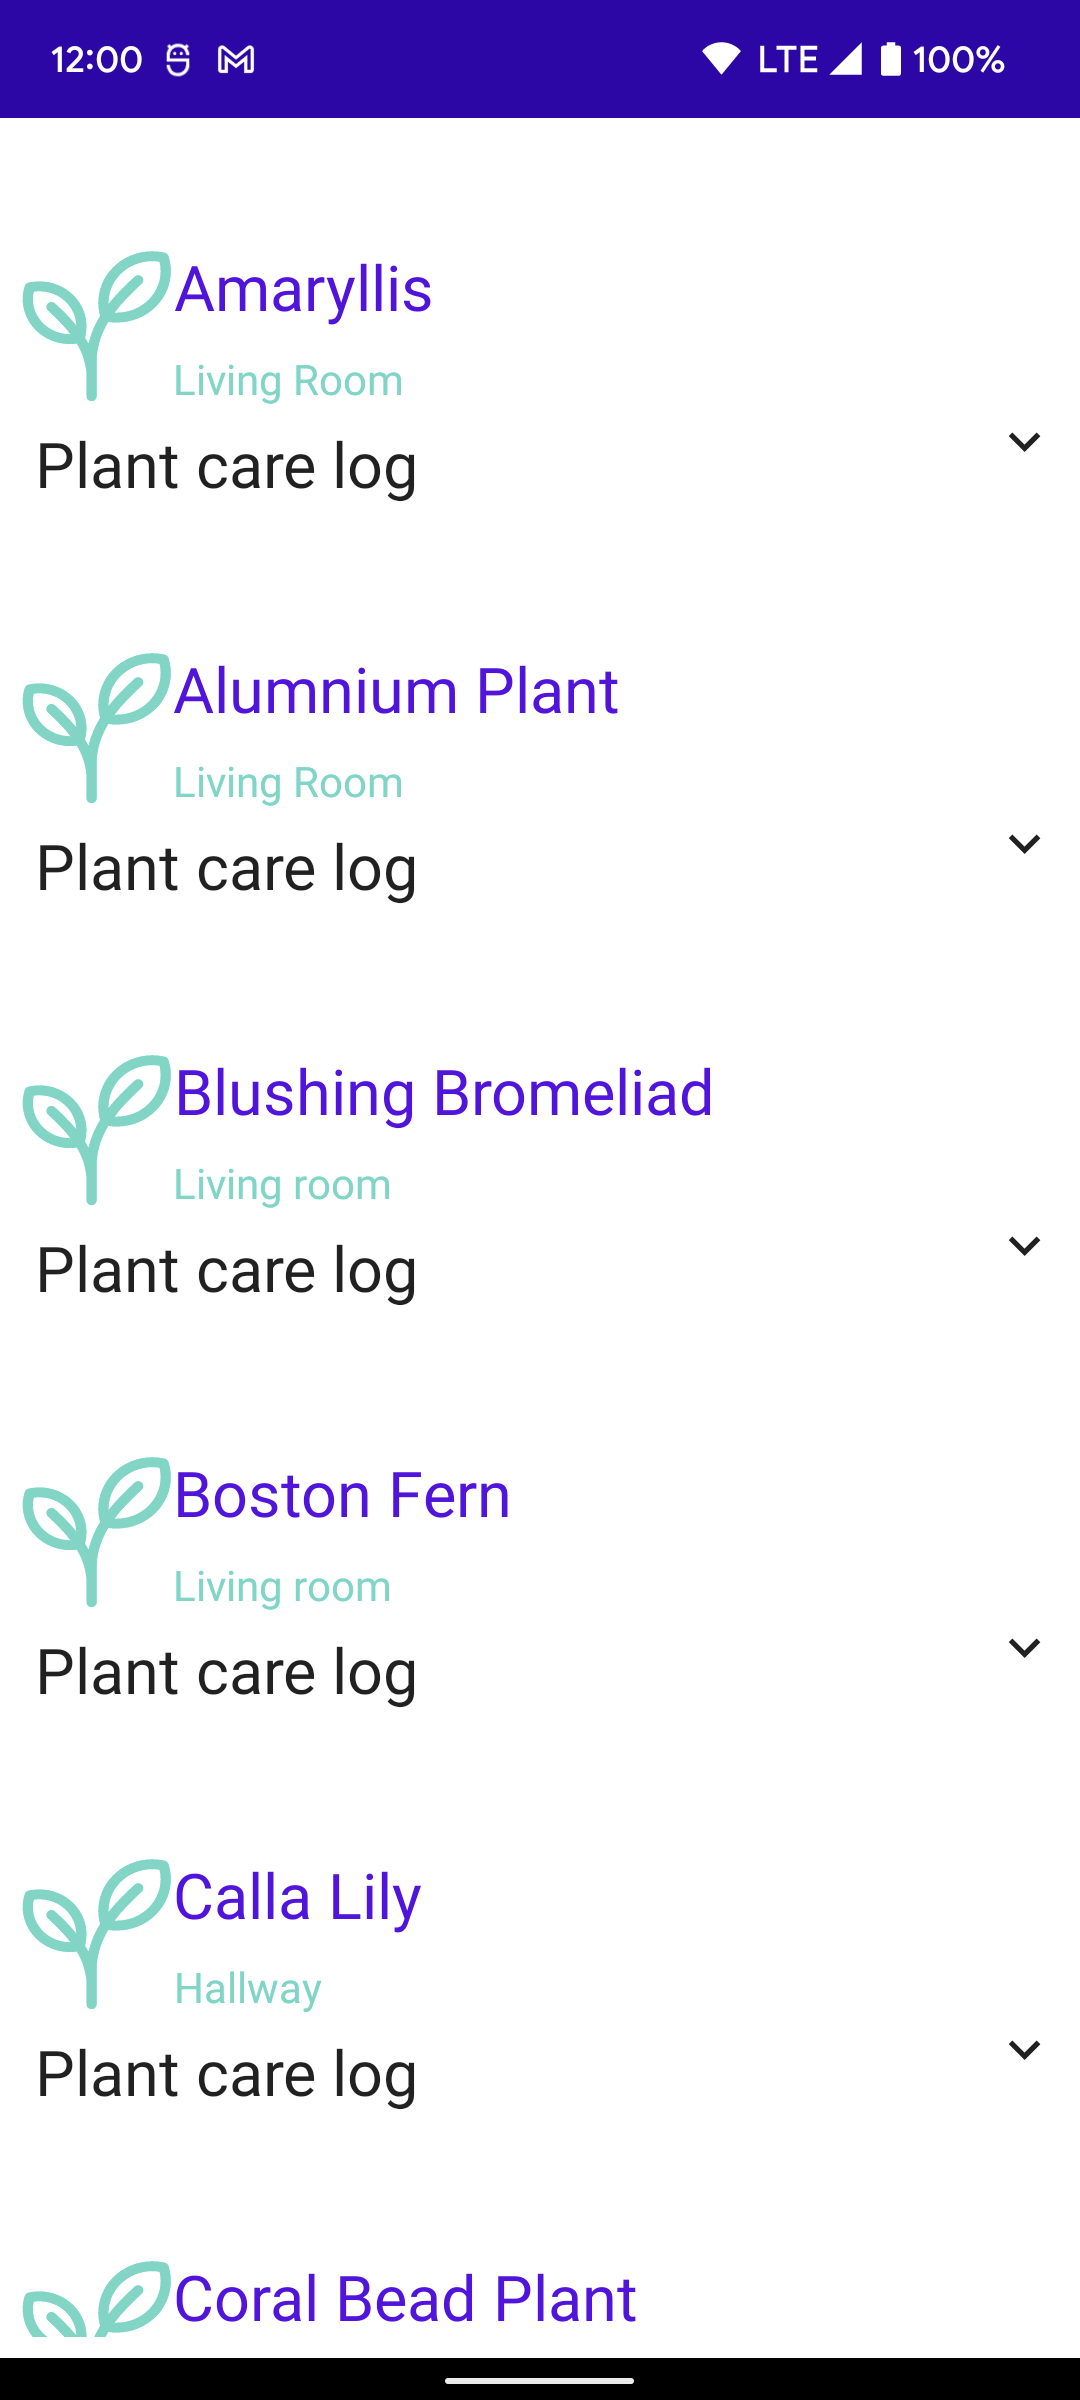 12:00 LTE 100%
Amaryllis
Living Room
Plant care log
Alumnium Plant
Living Room
Plant care log
Blushing Bromeliad
Living room
Plant care log
Boston Fern
Living room
Plant care log
Calla Lily
Hallway
Plant care log
Coral Bead Plant